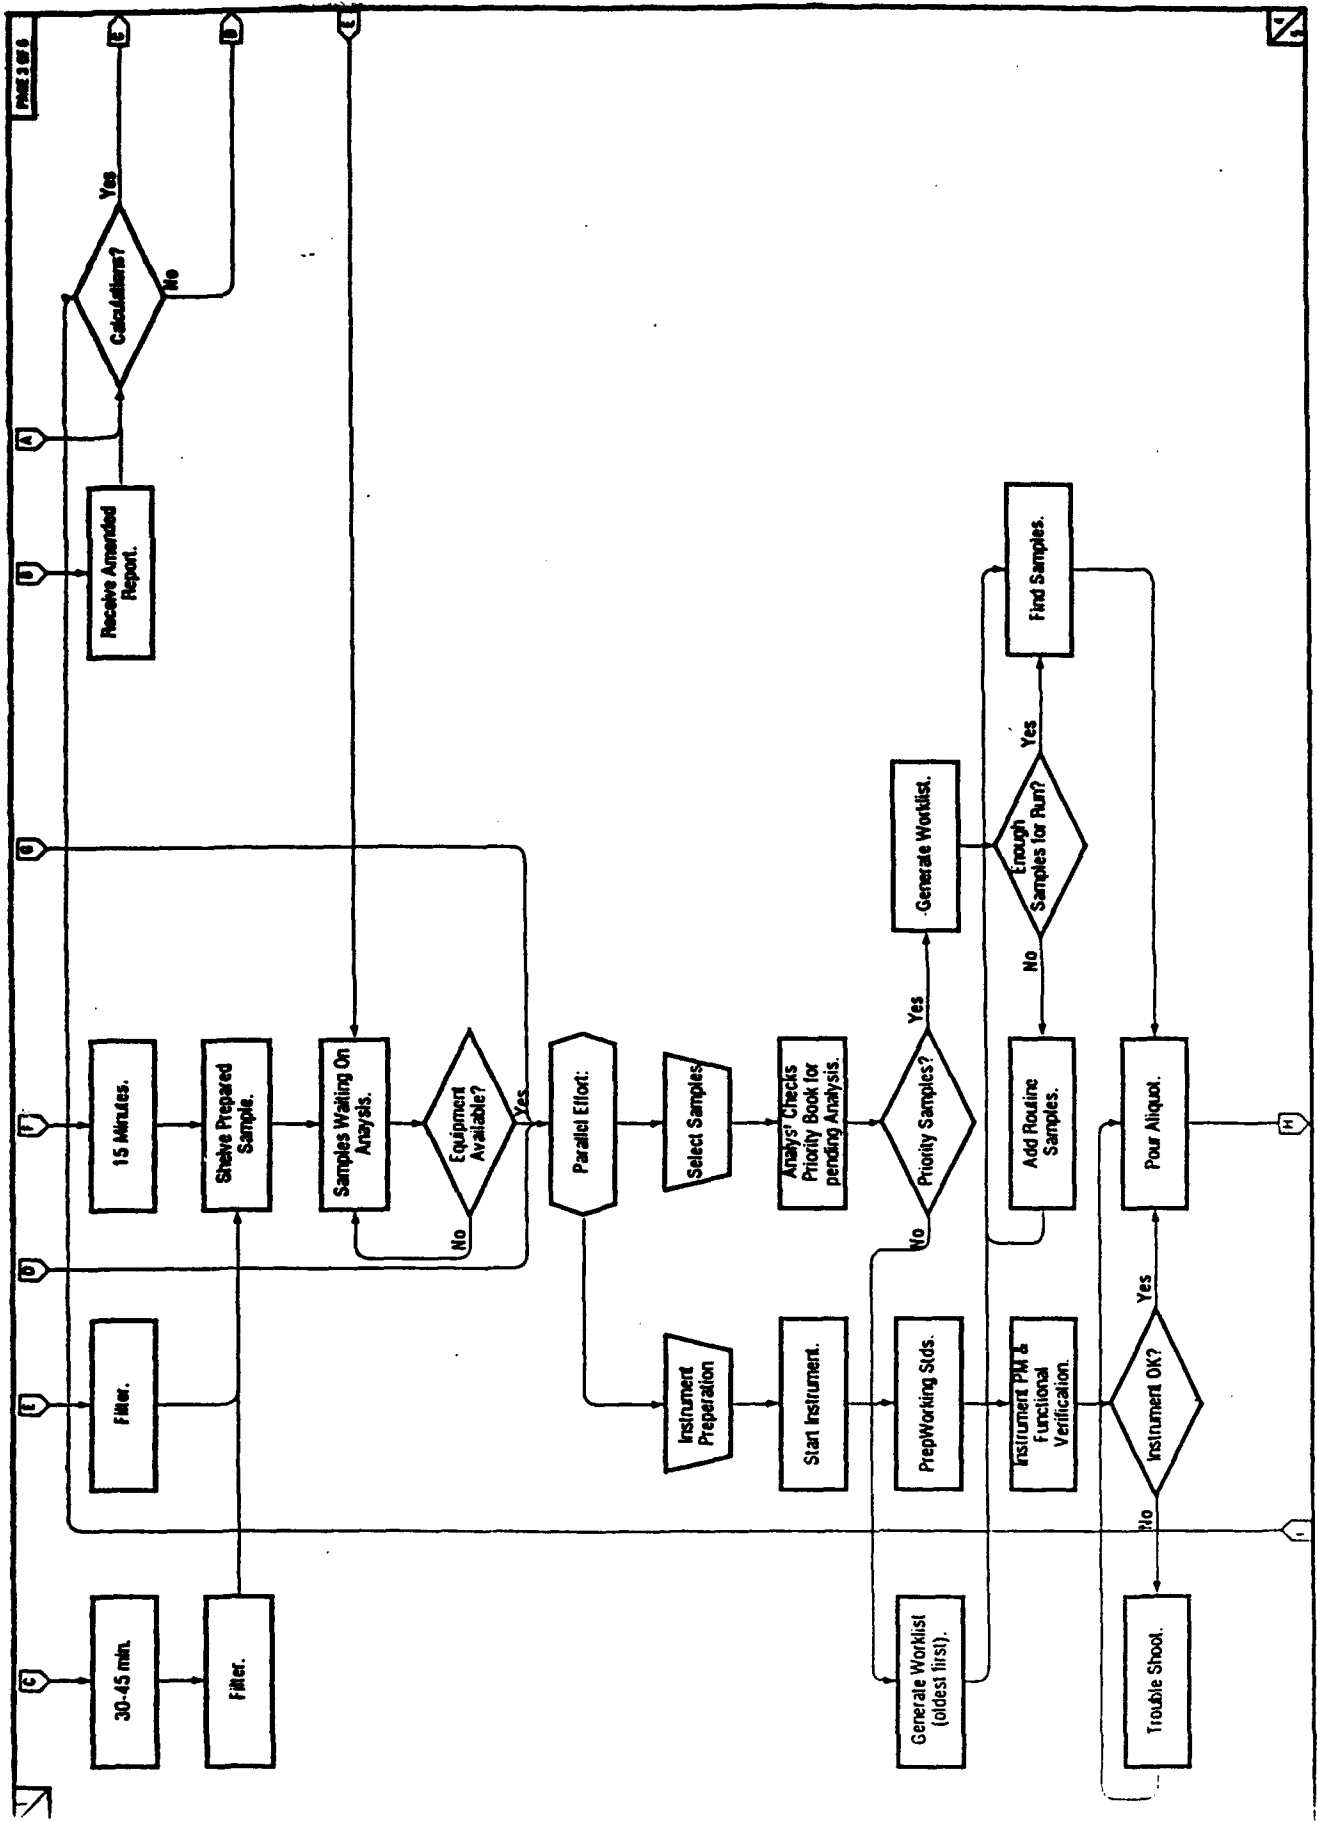 PAGE 3 OF 6
C
E
F
D
G
B
A
30-45 min.
Filter.
15 Minutes.
Receive Amended
Report.
Calculations?
Yes
C
No
D
E
Filter.
Shelve Prepared
Sample.
Samples Waiting On
Anaylsis.
Equipment
Available?
No
Yes
Parallel Effort:
Instrument
Preperation
Select Samples
Start Instrument.
Analys' Checks
Priority Book for
pending Analysis.
PrepWorking Stds.
Priority Samples?
No
Yes
Generate Worklist.
Generate Worklist
(oldest first).
Instrument PM &
Functional
Verification.
Add Routine
Samples.
No
Enough
Samples for Run?
Yes
Find Samples.
Trouble Shoot.
No
Instrument OK?
Yes
Pour Aliquot.
I
H